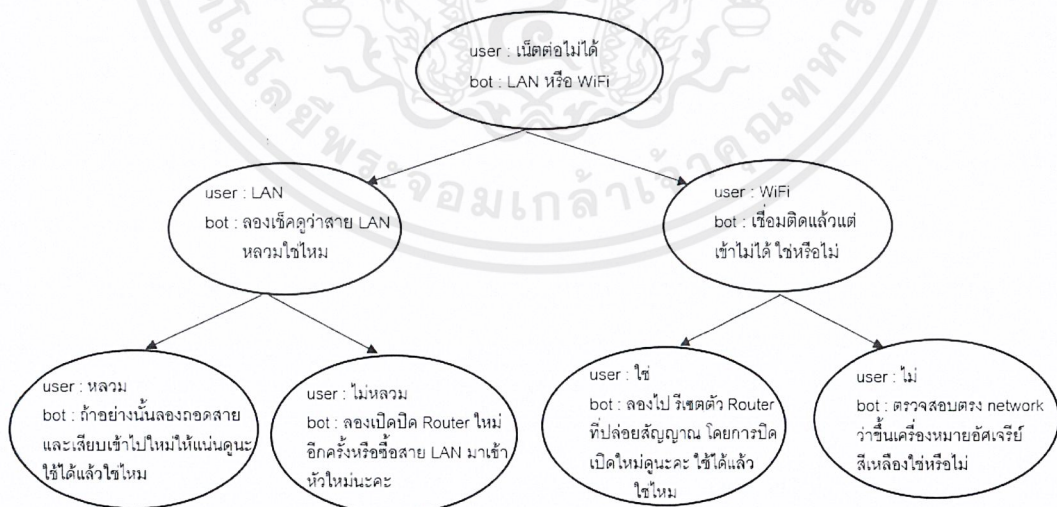 user : เน็ตต่อไม่ได้
bot : LAN หรือ WiFi
user : LAN
bot : ลองเช็คดูว่าสาย LAN
หลวมใช่ไหม
user : WiFi
bot : เชื่อมติดแล้วแต่
เข้าไม่ได้ ใช่หรือไม่
user : หลวม
bot : ถ้าอย่างนั้นลองถอดสาย
และเสียบเข้าไปใหม่ให้แน่นดูนะ
ใช้ได้แล้วใช่ไหม
user : ไม่หลวม
bot : ลองเปิดปิด Router ใหม่
อีกครั้งหรือซื้อสาย LAN มาเข้า
หัวใหม่นะคะ
user : ใช่
bot : ลองไป รีเซตตัว Router
ที่ปล่อยสัญญาณ โดยการปิด
เปิดใหม่ดูนะคะ ใช้ได้แล้ว
ใช่ไหม
user : ไม่
bot : ตรวจสอบตรง network
ว่าขึ้นเครื่องหมายอัศเจรีย์
สีเหลืองใช่หรือไม่